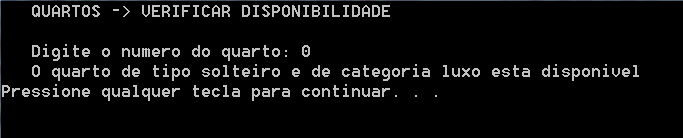 QUARTOS -> VERIFICAR DISPONIBILIDADE
Digite o numero do quarto: 0
O quarto de tipo solteiro e de categoria luxo esta disponivel
Pressione qualquer tecla para continuar. . .